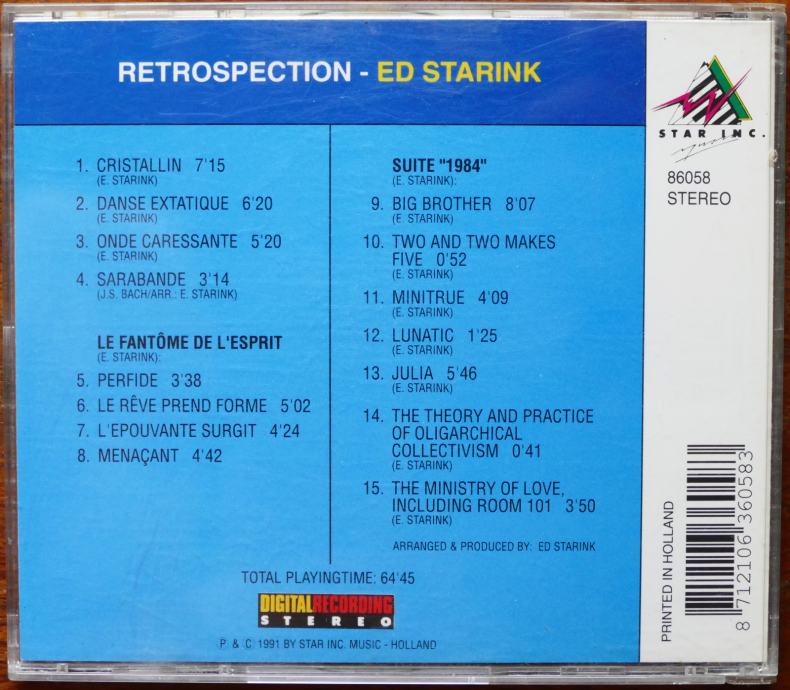 RETROSPECTION - ED STARINK
1. CRISTALLIN 7'15
(E. STARINK)
2. DANSE EXTATIQUE 6'20
(E. STARINK)
3. ONDE CARESSANTE 5'20
(E. STARINK)
4. SARABANDE 3'14
(J.S. BACH/ARR.: E. STARINK)
LE FANTÔME DE L'ESPRIT
(E. STARINK):
5. PERFIDE 3'38
6. LE RÊVE PREND FORME 5'02
7. L'EPOUVANTE SURGIT 4'24
8. MENAÇANT 4'42
SUITE "1984"
(E. STARINK):
9. BIG BROTHER 8'07
(E. STARINK)
10. TWO AND TWO MAKES
FIVE 0'52
(E. STARINK)
11. MINITRUE 4'09
(E. STARINK)
12. LUNATIC 1'25
(E. STARINK)
13. JULIA 5'46
(E. STARINK)
14. THE THEORY AND PRACTICE
OF OLIGARCHICAL
COLLECTIVISM 0'41
(E. STARINK)
15. THE MINISTRY OF LOVE,
INCLUDING ROOM 101 3'50
(E. STARINK)
ARRANGED & PRODUCED BY: ED STARINK
TOTAL PLAYINGTIME: 64'45
DIGITAL RECORDING
STEREO
P. & C. 1991 BY STAR INC. MUSIC - HOLLAND
STAR INC.
86058
STEREO
PRINTED IN HOLLAND
8 712106 360583